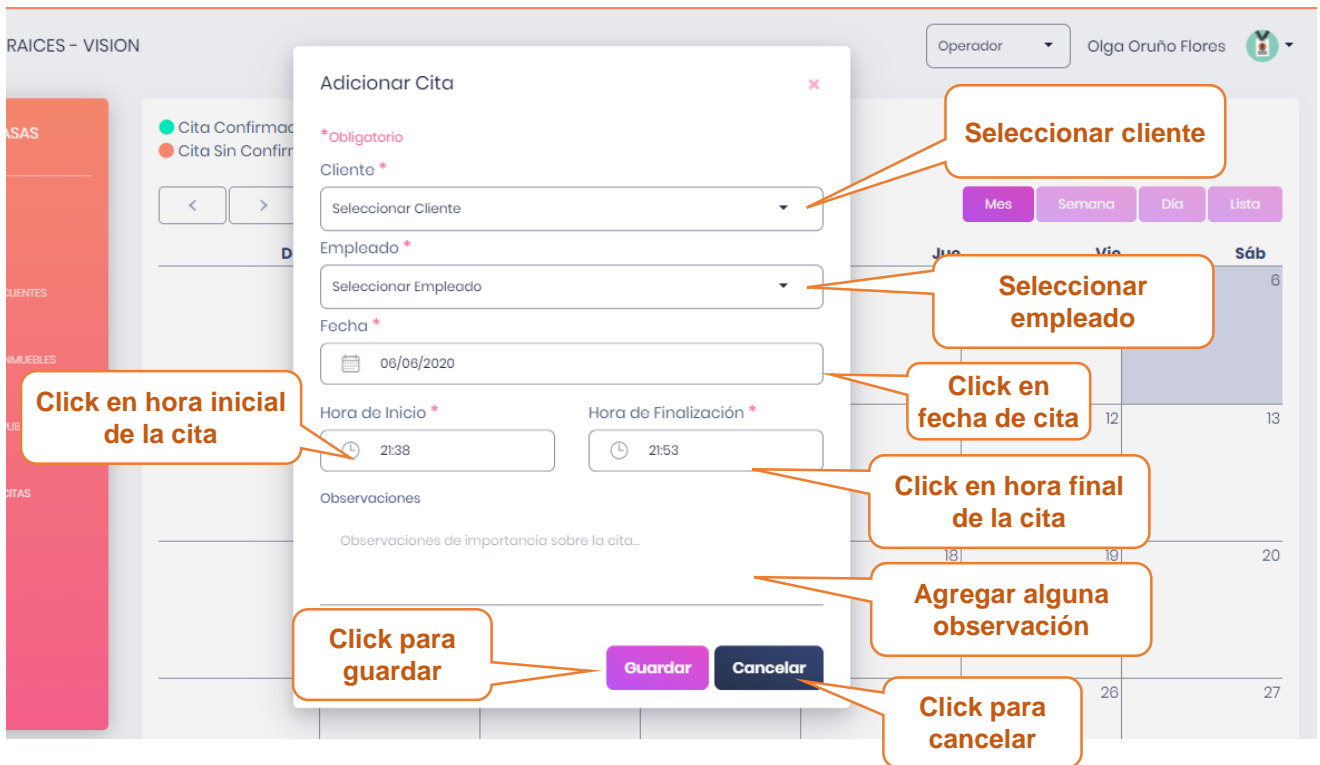 RAICES - VISION
Operador
Olga Oruño Flores
Adicionar Cita
×
ASAS
Cita Confirmad
Cita Sin Confirm
*Obligatorio
Cliente *
Seleccionar Cliente
Seleccionar cliente
<
>
Mes
Semana
Día
Lista
Empleado *
D
Jue
Vie
Sáb
Seleccionar Empleado
Seleccionar
empleado
6
CLIENTES
Fecha *
06/06/2020
NMUEBLES
Click en
fecha de cita
Click en hora inicial
de la cita
Hora de Inicio *
Hora de Finalización *
12
13
PUB
21:38
21:53
Click en hora final
de la cita
CITAS
Observaciones
Observaciones de importancia sobre la cita...
18
19
20
Agregar alguna
observación
Click para
guardar
Guardar
Cancelar
Click para
cancelar
26
27